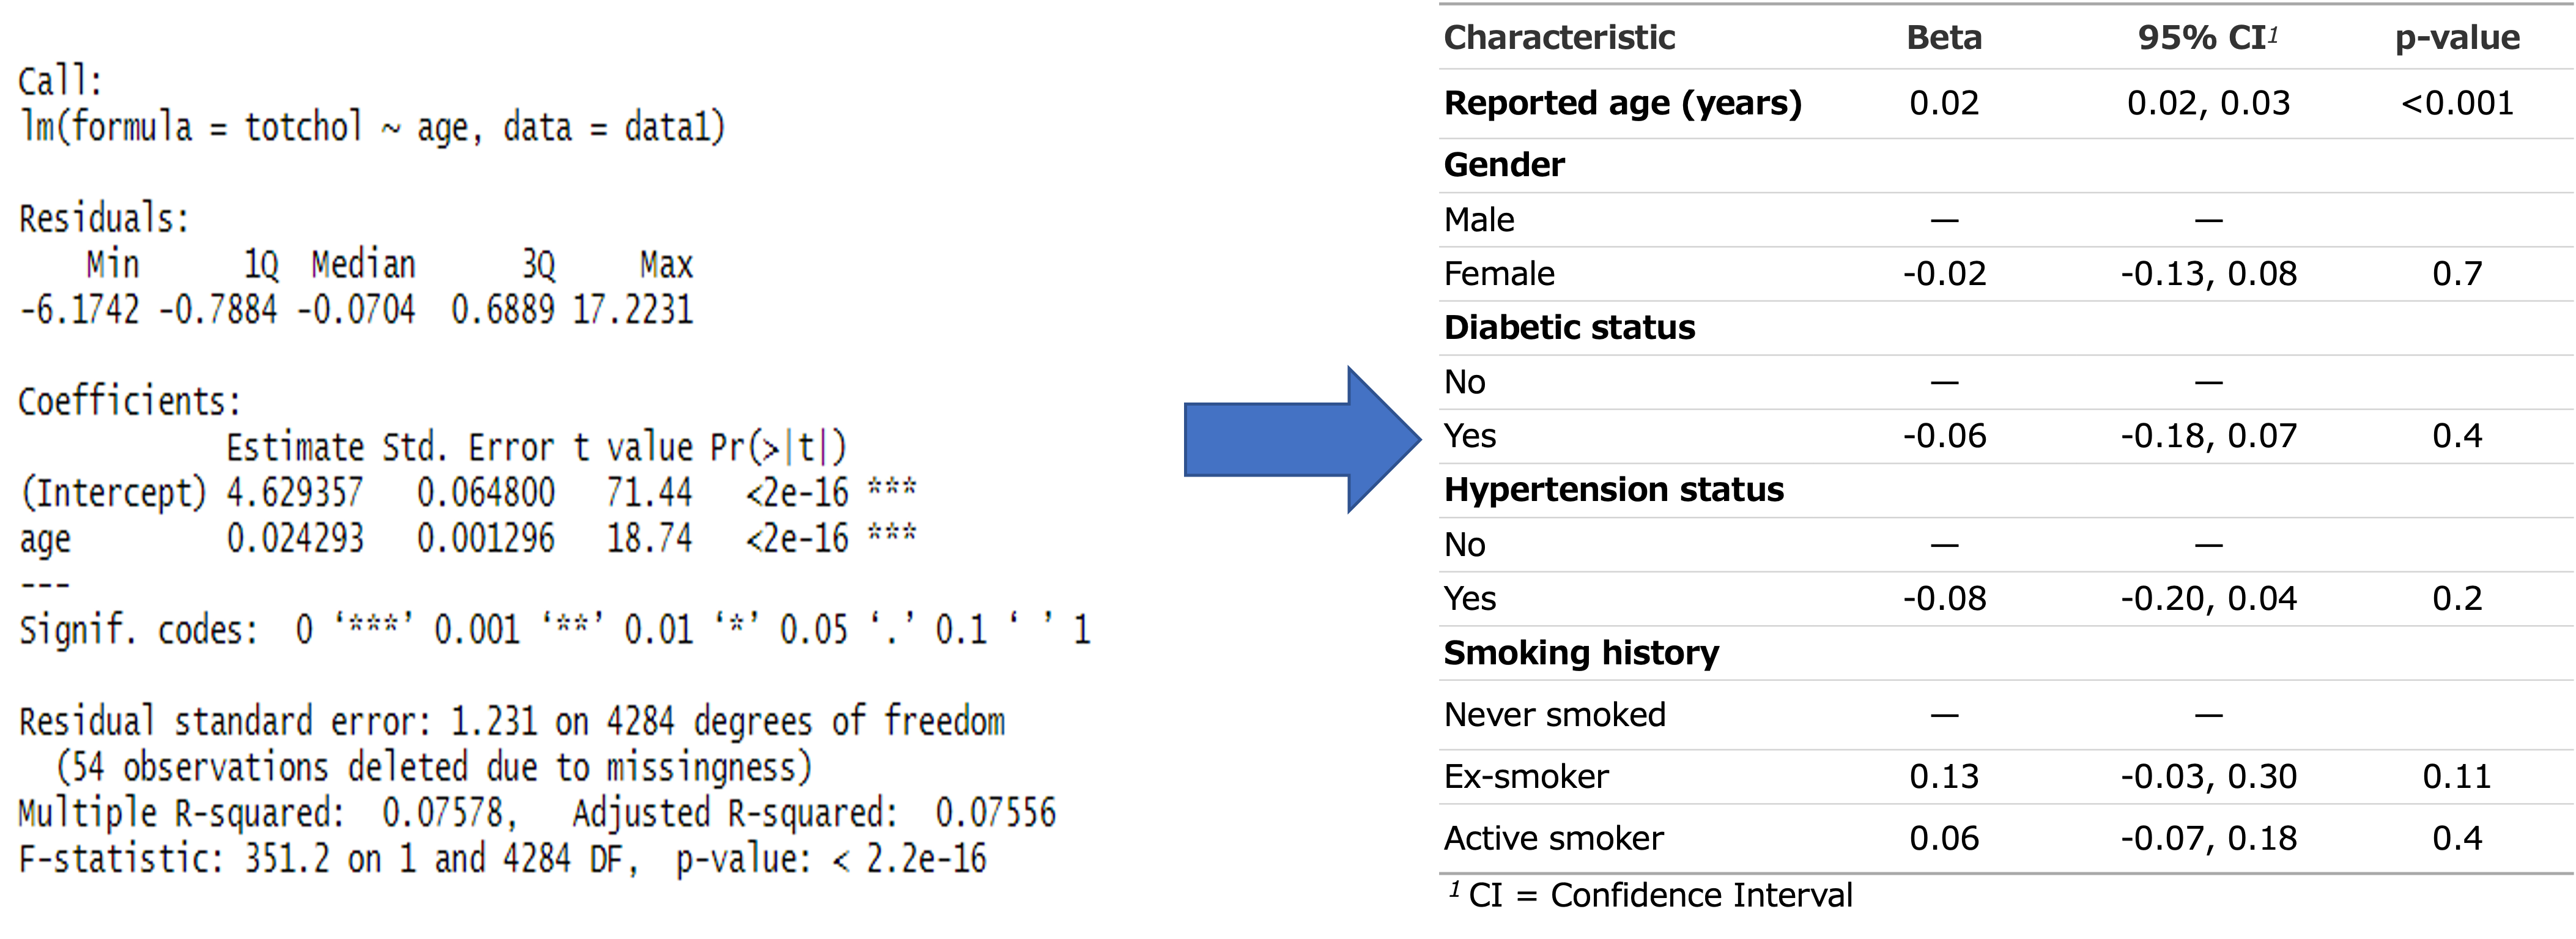 Call:
lm(formula = totchol ~ age, data = data1)
Residuals:
Min 1Q Median 3Q Max
-6.1742 -0.7884 -0.0704 0.6889 17.2231
Coefficients:
Estimate Std. Error t value Pr(>|t|)
(Intercept) 4.629357 0.064800 71.44 <2e-16 ***
age 0.024293 0.001296 18.74 <2e-16 ***
---
Signif. codes: 0 ‘***’ 0.001 ‘**’ 0.01 ‘*’ 0.05 ‘.’ 0.1 ‘ ’ 1
Residual standard error: 1.231 on 4284 degrees of freedom
(54 observations deleted due to missingness)
Multiple R-squared: 0.07578, Adjusted R-squared: 0.07556
F-statistic: 351.2 on 1 and 4284 DF, p-value: < 2.2e-16
Characteristic Beta 95% CI¹ p-value
Reported age (years) 0.02 0.02, 0.03 <0.001
Gender
Male — —
Female -0.02 -0.13, 0.08 0.7
Diabetic status
No — —
Yes -0.06 -0.18, 0.07 0.4
Hypertension status
No — —
Yes -0.08 -0.20, 0.04 0.2
Smoking history
Never smoked — —
Ex-smoker 0.13 -0.03, 0.30 0.11
Active smoker 0.06 -0.07, 0.18 0.4
¹ CI = Confidence Interval